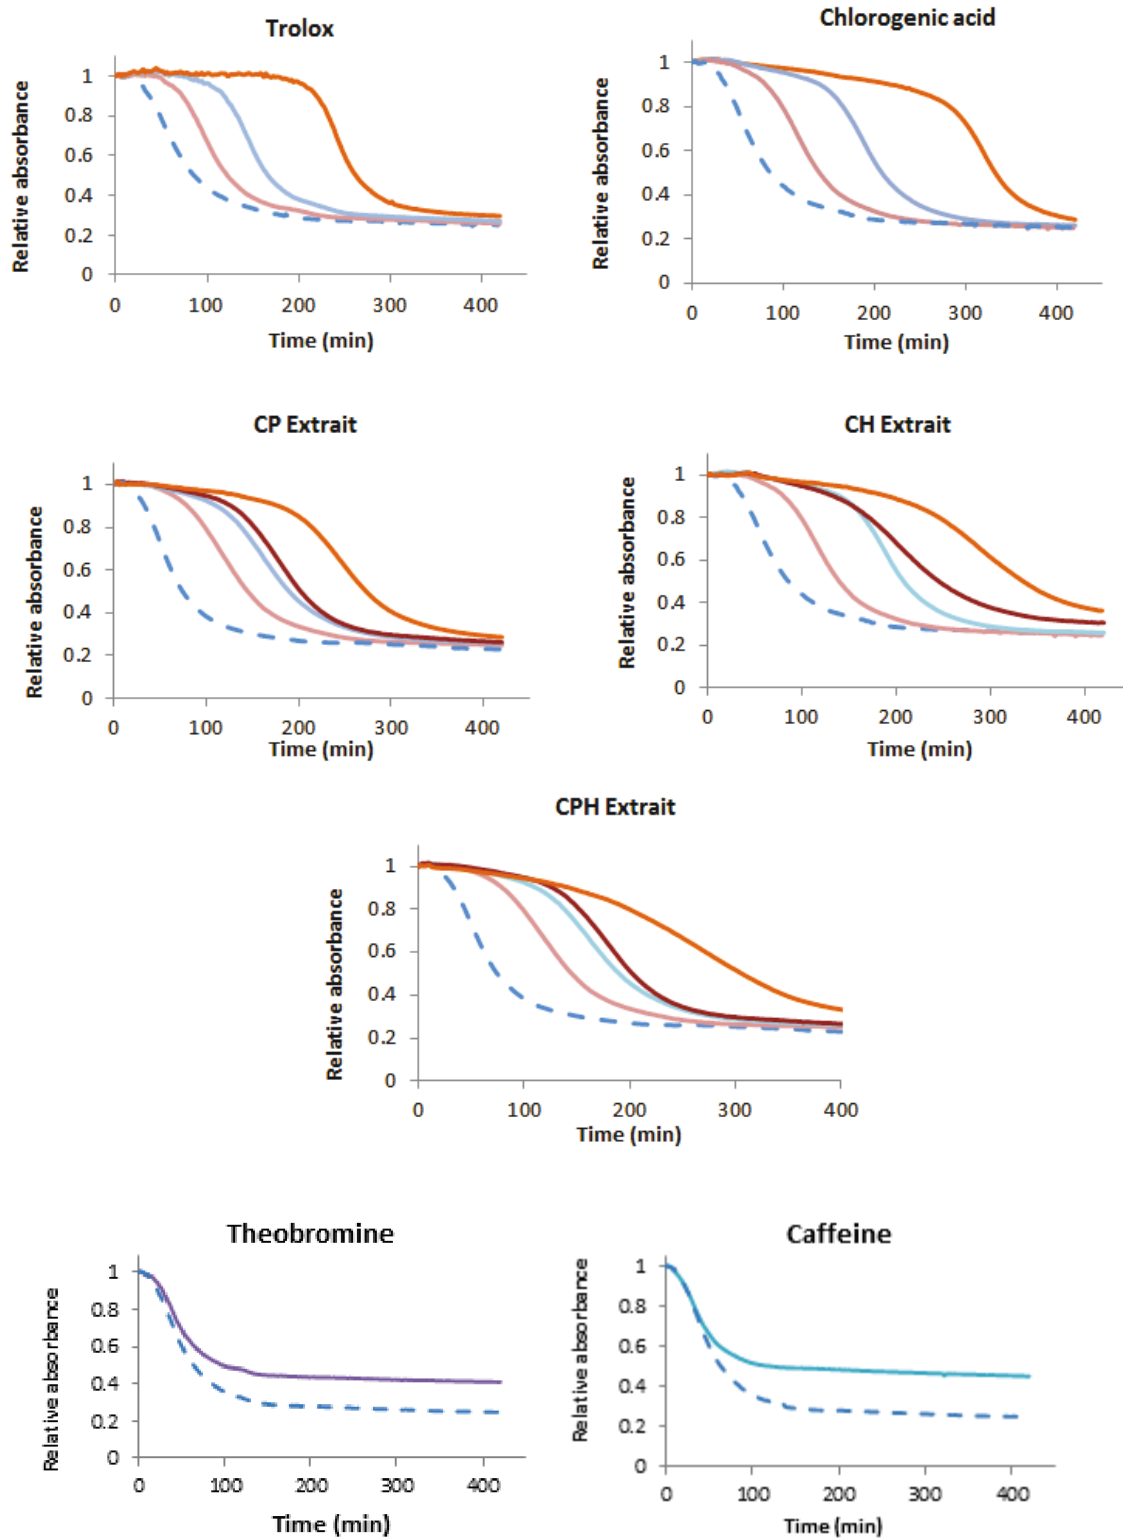 Trolox
Relative absorbance
1
0.8
0.6
0.4
0.2
0
0 100 200 300 400
Time (min)
Chlorogenic acid
Relative absorbance
1
0.8
0.6
0.4
0.2
0
0 100 200 300 400
Time (min)
CP Extrait
Relative absorbance
1
0.8
0.6
0.4
0.2
0
0 100 200 300 400
Time (min)
CH Extrait
Relative absorbance
1
0.8
0.6
0.4
0.2
0
0 100 200 300 400
Time (min)
CPH Extrait
Relative absorbance
1
0.8
0.6
0.4
0.2
0
0 100 200 300 400
Time (min)
Theobromine
Relative absorbance
1
0.8
0.6
0.4
0.2
0
0 100 200 300 400
Time (min)
Caffeine
Relative absorbance
1
0.8
0.6
0.4
0.2
0
0 100 200 300 400
Time (min)